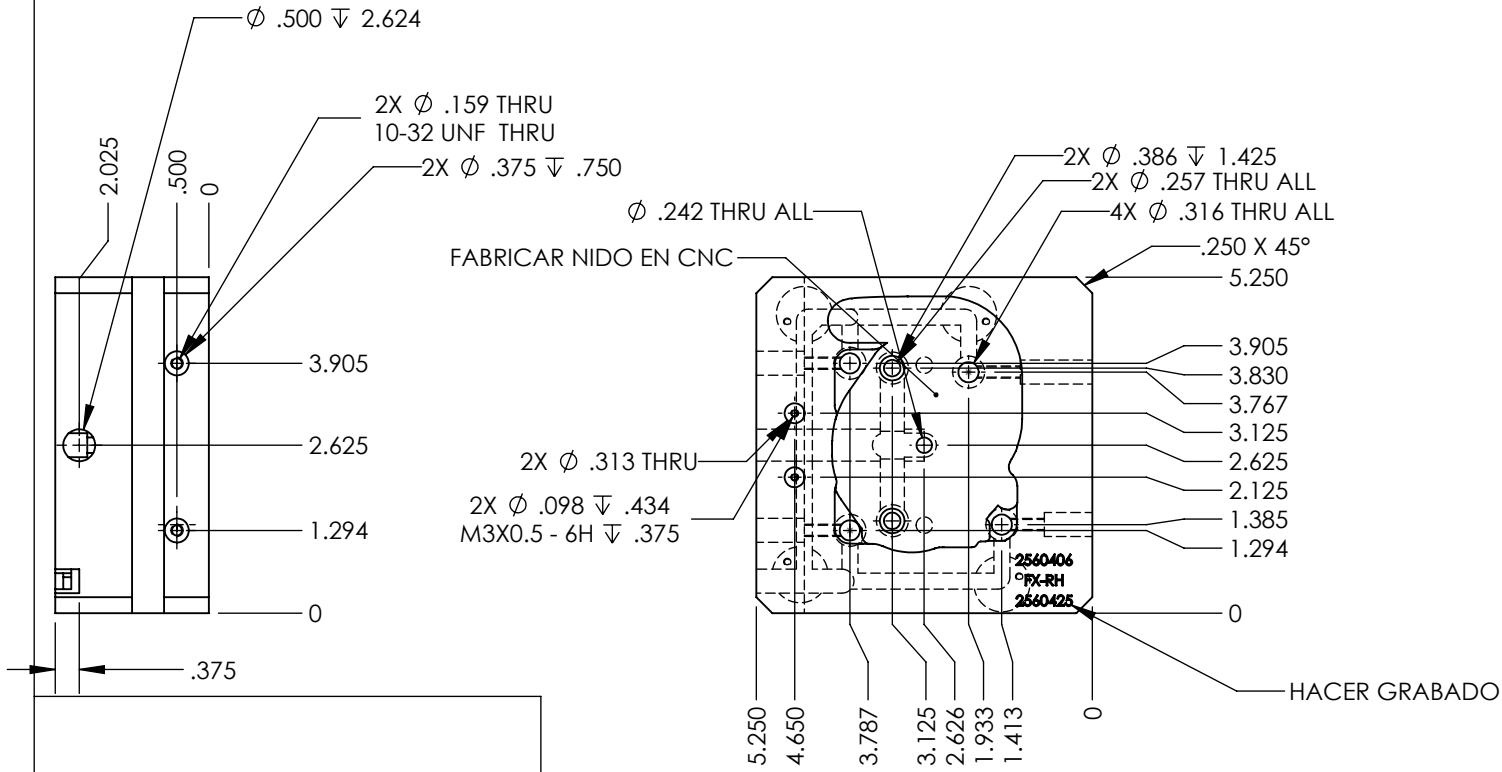 ⌀ .500 ↧ 2.624
2X ⌀ .159 THRU
10-32 UNF THRU
2X ⌀ .375 ↧ .750
2.025
.500
0
3.905
2.625
1.294
0
.375
2X ⌀ .386 ↧ 1.425
2X ⌀ .257 THRU ALL
⌀ .242 THRU ALL
4X ⌀ .316 THRU ALL
FABRICAR NIDO EN CNC
.250 X 45°
5.250
3.905
3.830
3.767
3.125
2.625
2.125
1.385
1.294
0
2X ⌀ .313 THRU
2X ⌀ .098 ↧ .434
M3X0.5 - 6H ↧ .375
2560406
°FX-RH
2560425
HACER GRABADO
5.250
4.650
3.787
3.125
2.626
1.933
1.413
0